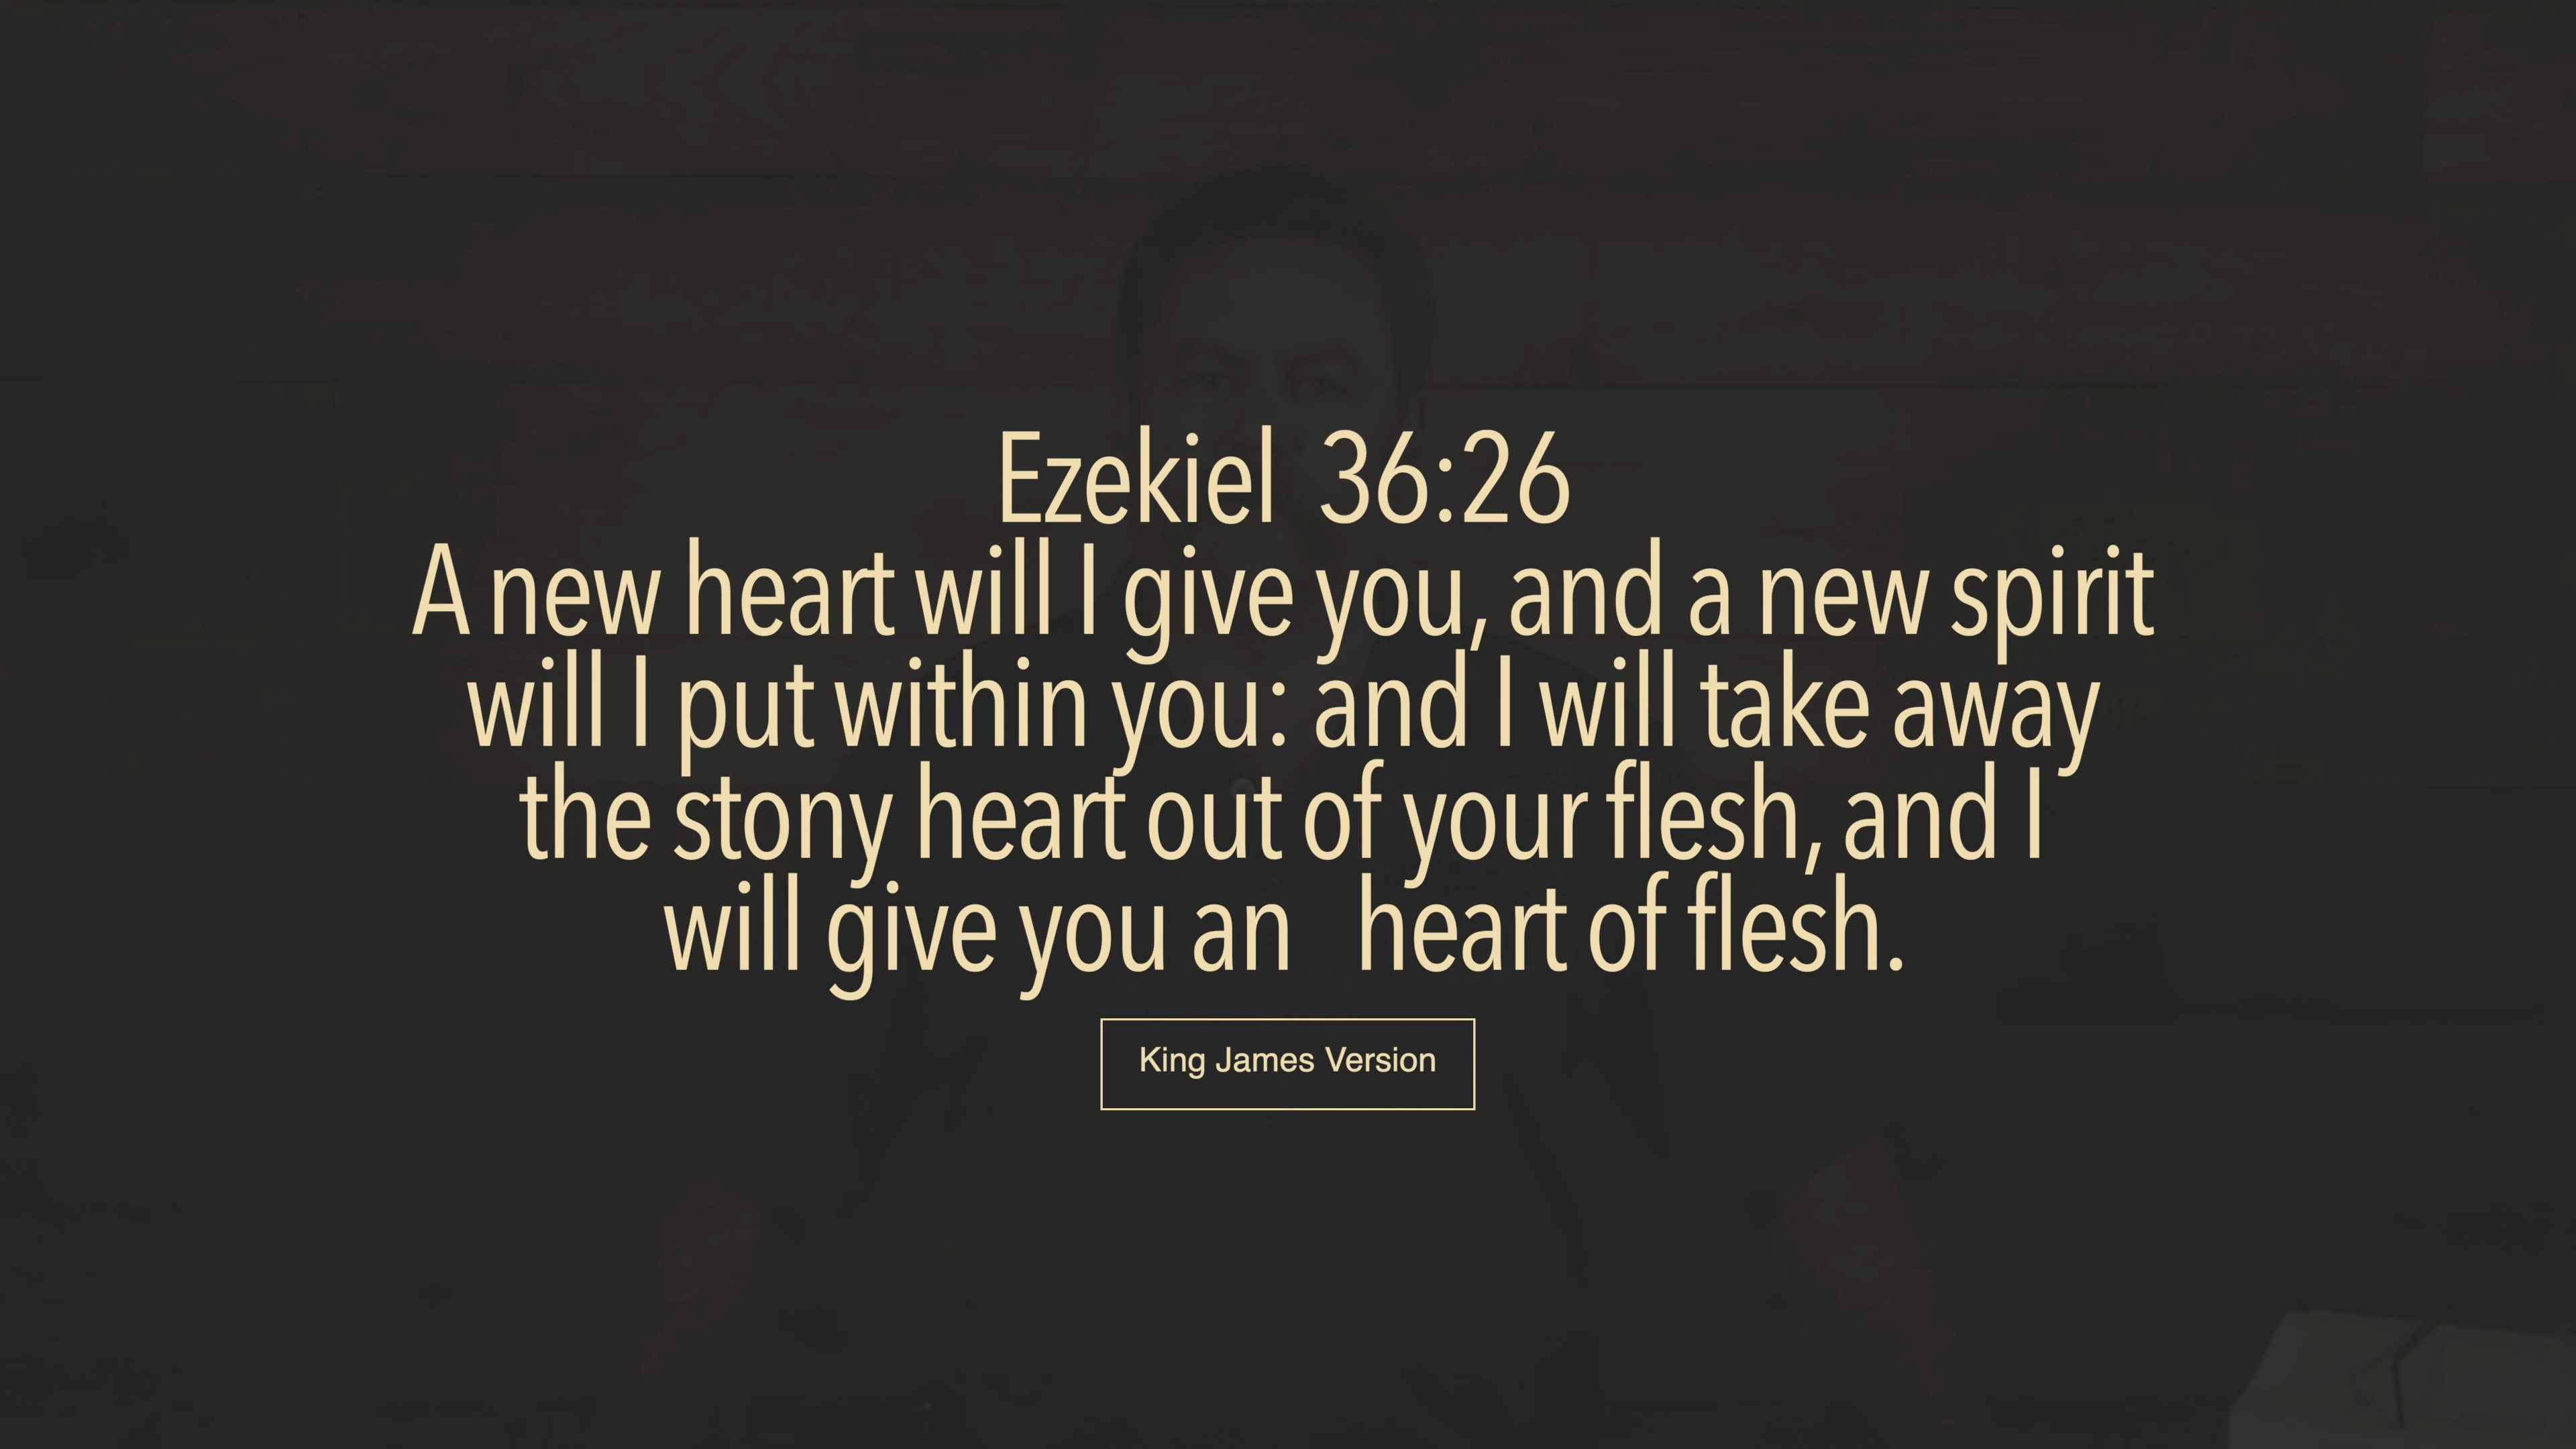 Ezekiel 36:26
A new heart will I give you, and a new spirit
will I put within you: and I will take away
the stony heart out of your flesh, and I
will give you an heart of flesh.
King James Version